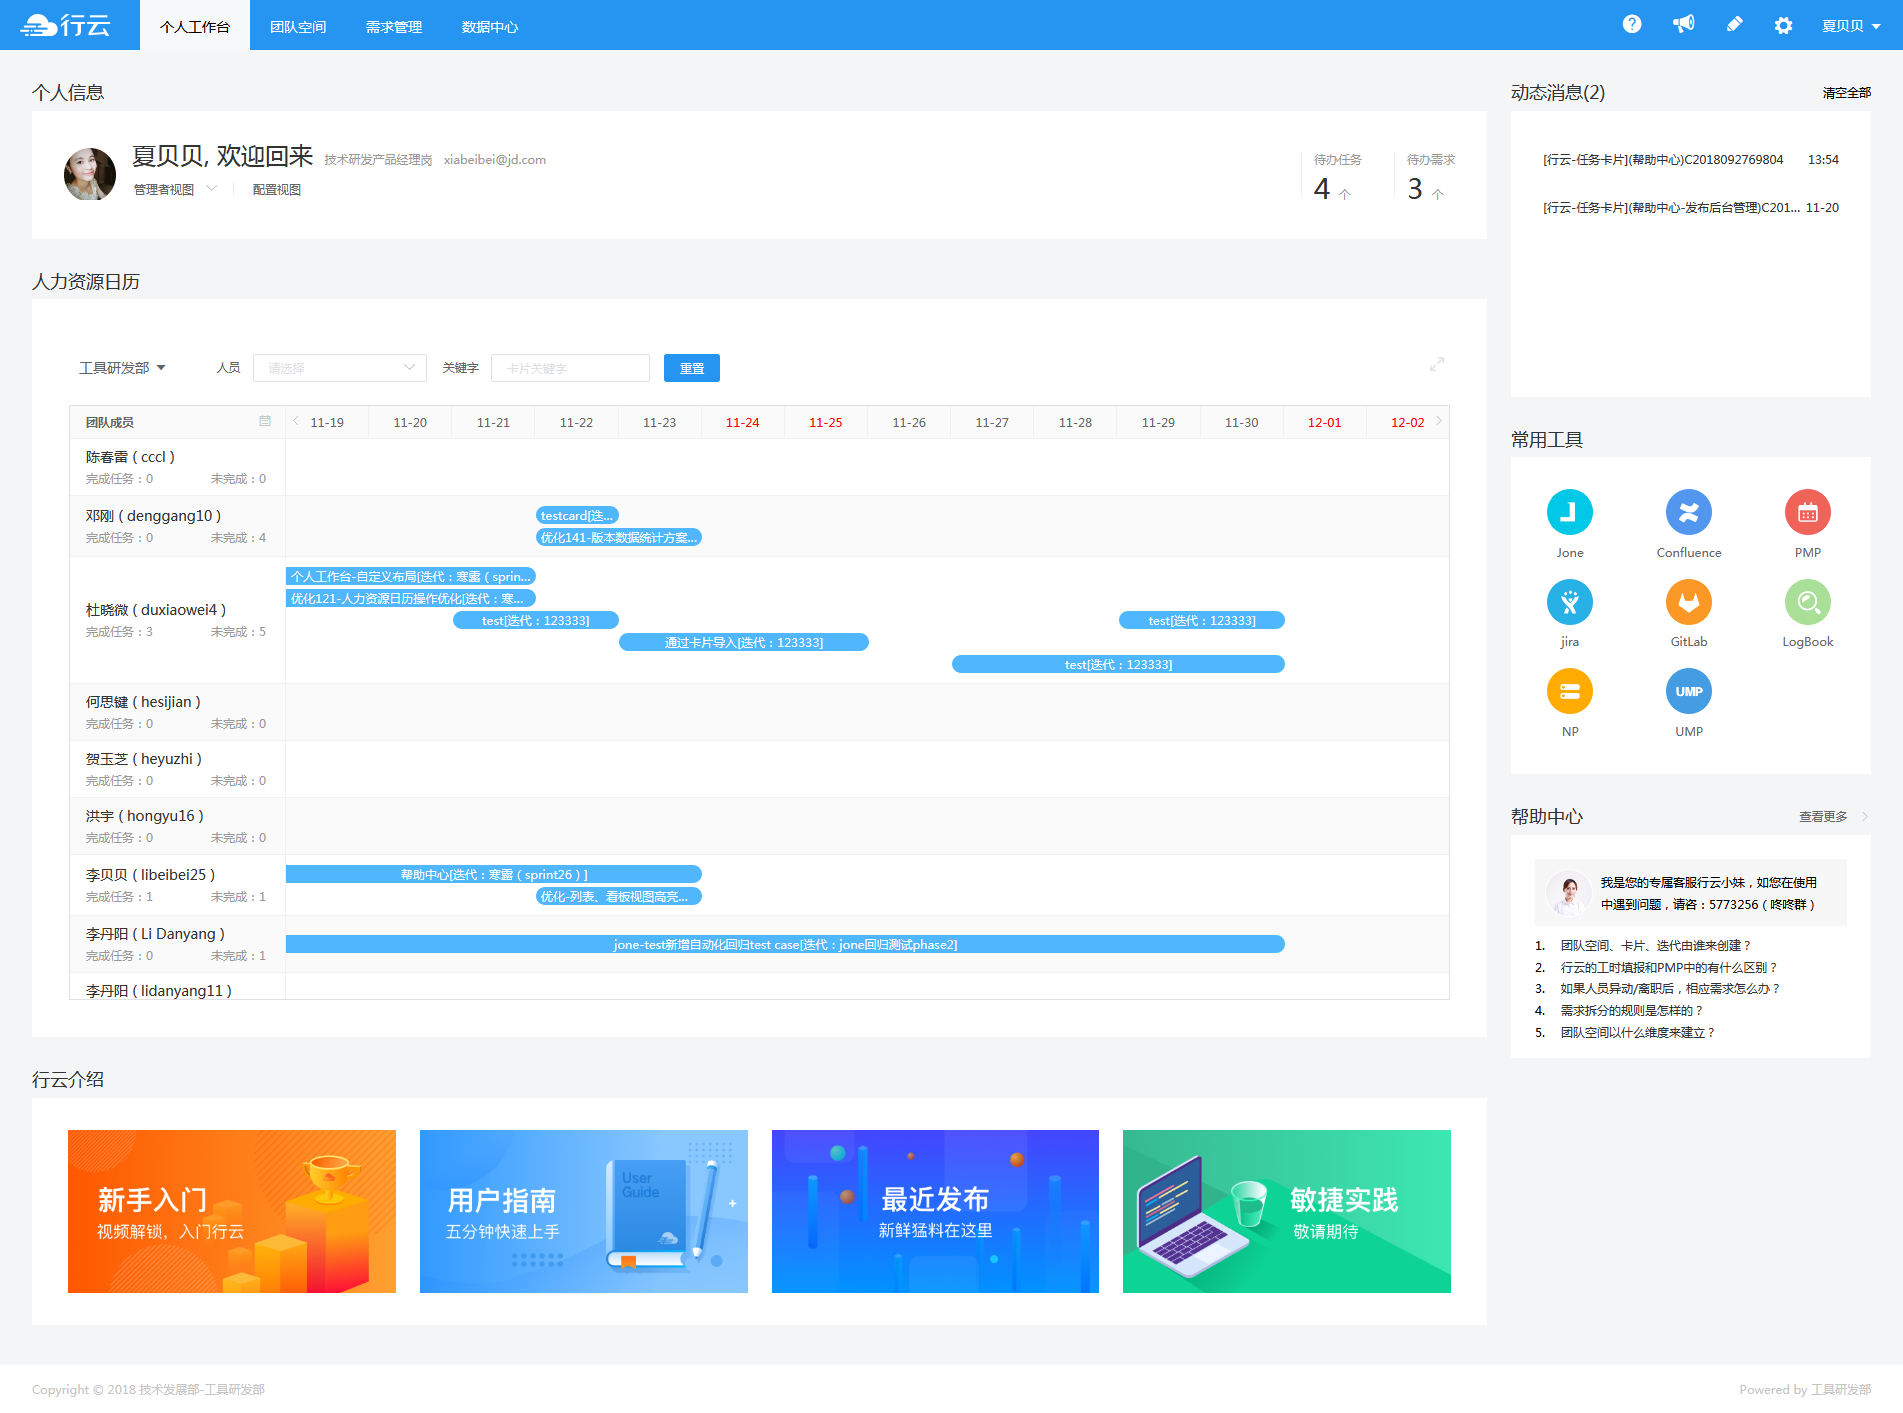 行云
个人工作台
团队空间
需求管理
数据中心
夏贝贝
个人信息
夏贝贝, 欢迎回来 技术研发产品经理岗 xiabeibei@jd.com
管理者视图 配置视图
待办任务
4 个
待办需求
3 个
人力资源日历
工具研发部 人员 请选择 关键字 卡片关键字 重置
团队成员 11-19 11-20 11-21 11-22 11-23 11-24 11-25 11-26 11-27 11-28 11-29 11-30 12-01 12-02
陈春雷 ( cccl )
完成任务：0 未完成：0
邓刚 ( denggang10 )
完成任务：0 未完成：4
testcard[迭...
优化141-版本数据统计方案...
杜晓微 ( duxiaowei4 )
完成任务：3 未完成：5
个人工作台-自定义布局[迭代：寒露 ( sprin...
优化121-人力资源日历操作优化[迭代：寒...
test[迭代：123333]
test[迭代：123333]
通过卡片导入[迭代：123333]
test[迭代：123333]
何思键 ( hesijian )
完成任务：0 未完成：0
贺玉芝 ( heyuzhi )
完成任务：0 未完成：0
洪宇 ( hongyu16 )
完成任务：0 未完成：0
李贝贝 ( libeibei25 )
完成任务：1 未完成：1
帮助中心[迭代：寒露 ( sprint26 ) ]
优化-列表、看板视图高亮...
李丹阳 ( Li Danyang )
完成任务：0 未完成：1
jone-test新增自动化回归test case[迭代：jone回归测试phase2]
李丹阳 ( lidanyang11 )
行云介绍
新手入门
视频解锁，入门行云
用户指南
五分钟快速上手
User
Guide
最近发布
新鲜猛料在这里
敏捷实践
敬请期待
动态消息(2) 清空全部
[行云-任务卡片](帮助中心)C2018092769804 13:54
[行云-任务卡片](帮助中心-发布后台管理)C201... 11-20
常用工具
Jone
Confluence
PMP
jira
GitLab
LogBook
NP
UMP
UMP
帮助中心 查看更多
我是您的专属客服行云小妹，如您在使用
中遇到问题，请咨：5773256（咚咚群）
1. 团队空间、卡片、迭代由谁来创建？
2. 行云的工时填报和PMP中的有什么区别？
3. 如果人员异动/离职后，相应需求怎么办？
4. 需求拆分的规则是怎样的？
5. 团队空间以什么维度来建立？
Copyright © 2018 技术发展部-工具研发部
Powered by 工具研发部